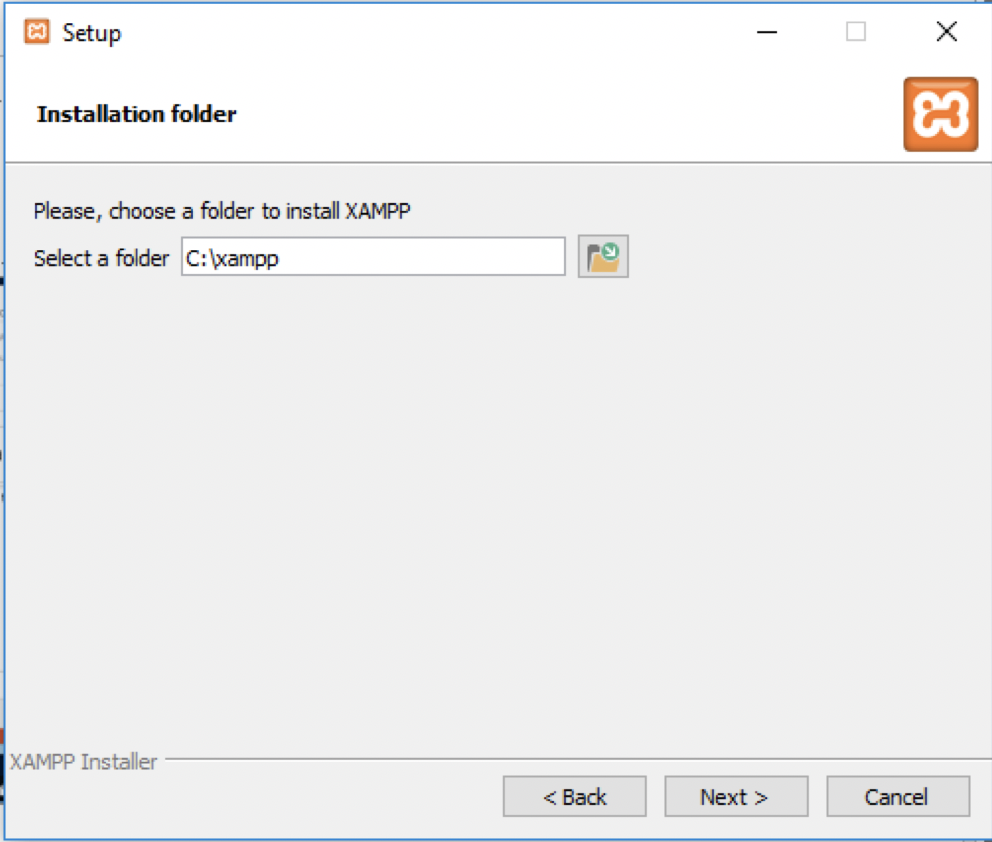 Setup
Installation folder
Please, choose a folder to install XAMPP
Select a folder C:\xampp
XAMPP Installer
< Back Next > Cancel